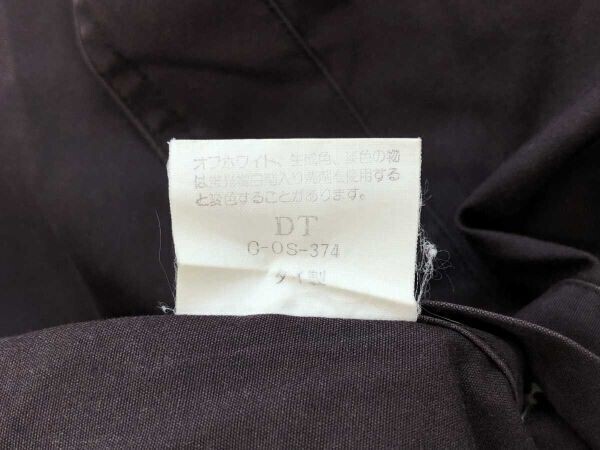 オフホワイト、生成色、淡色の物
は蛍光増白剤入り洗剤を使用する
と変色することがあります。
DT
G-OS-374
タイ製